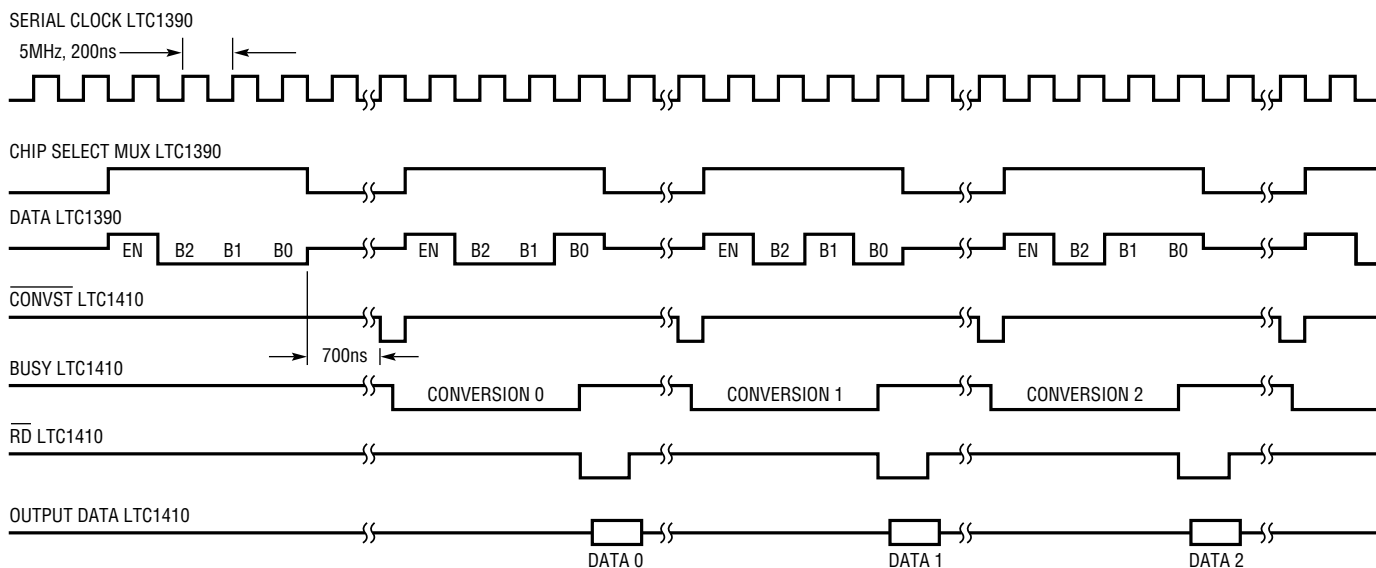 SERIAL CLOCK LTC1390
5MHz, 200ns
CHIP SELECT MUX LTC1390
DATA LTC1390
EN B2 B1 B0 EN B2 B1 B0 EN B2 B1 B0 EN B2 B1 B0
CONVST LTC1410
700ns
BUSY LTC1410
CONVERSION 0 CONVERSION 1 CONVERSION 2
RD LTC1410
OUTPUT DATA LTC1410
DATA 0 DATA 1 DATA 2